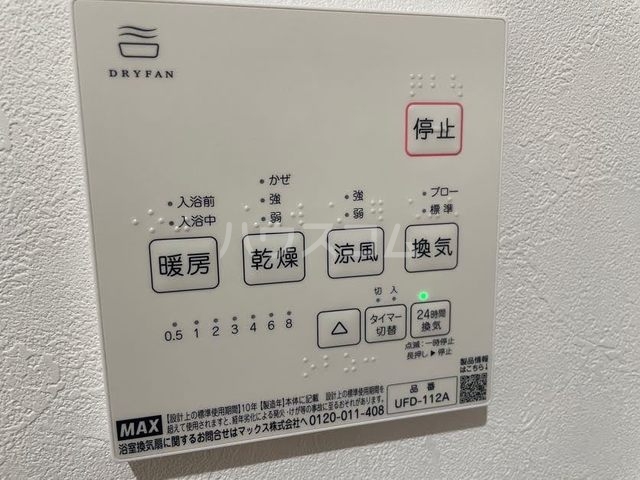 DRYFAN
停止
かぜ
入浴前 強 強 ブロー
入浴中 弱 弱 標準
暖房 乾燥 涼風 換気
ハウスコム
切 入
0.5 1 2 3 4 6 8
△ タイマー切替 24時間換気
点滅:一時停止
長押し▶停止
製品情報はこちら↓
MAX
【設計上の標準使用期間】10年【製造年】本体に記載 設計上の標準使用期間を
超えて使用されますと、経年劣化による発火・けが等の事故に至るおそれがあります。
浴室換気扇に関するお問合せはマックス株式会社へ 0120-011-408
品番
UFD-112A